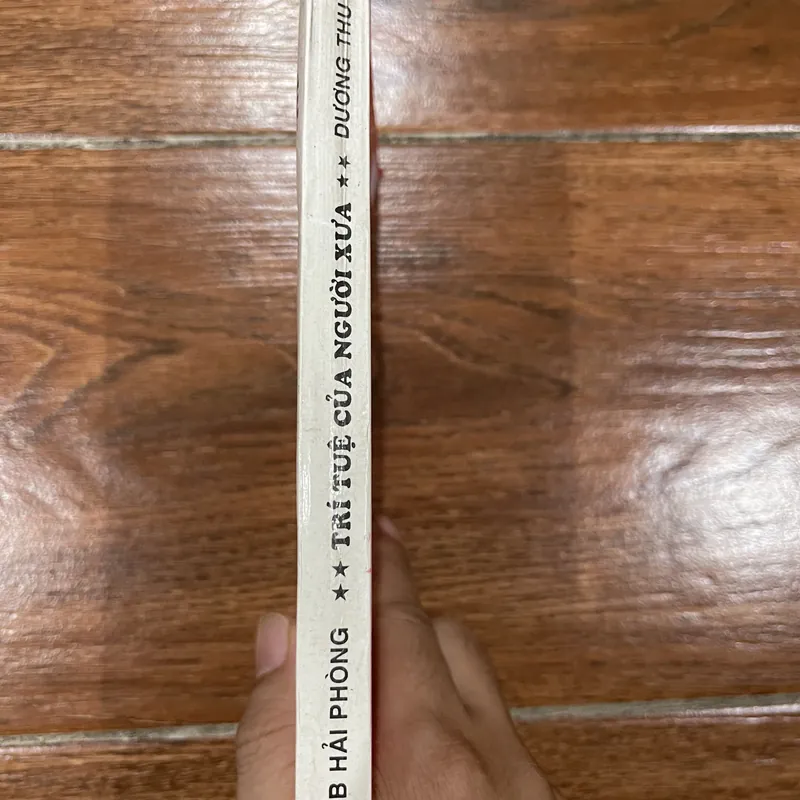 B HẢI PHÒNG ★★ TRÍ TUỆ CỦA NGƯỜI XƯA ★★ DƯƠNG THU